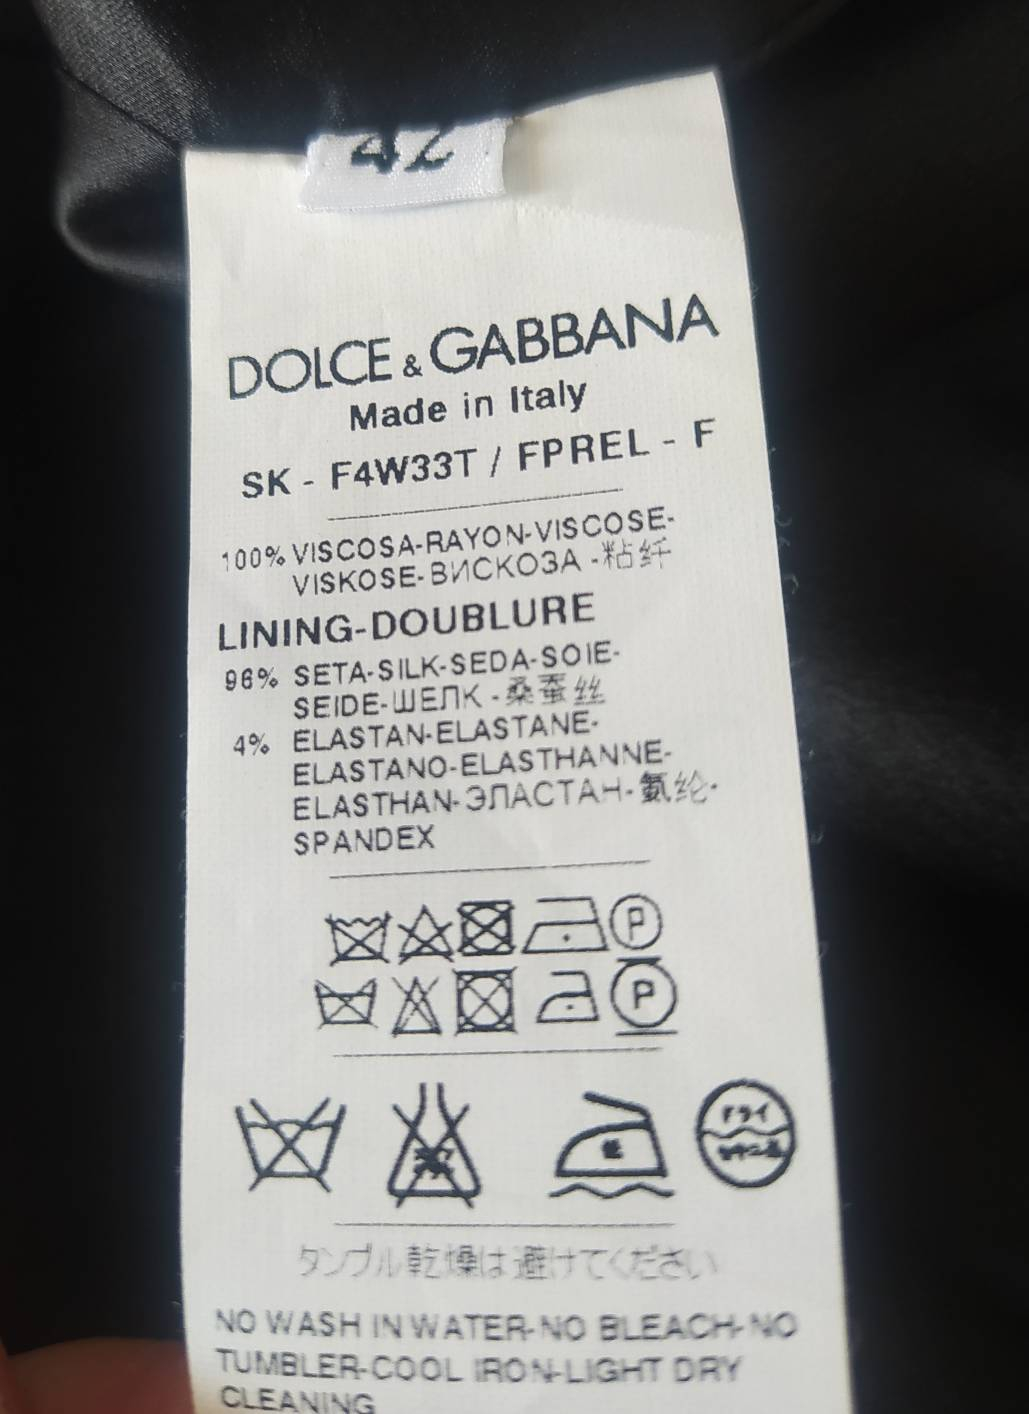 42
DOLCE & GABBANA
Made in Italy
SK - F4W33T / FPREL - F
100% VISCOSA-RAYON-VISCOSE-
VISKOSE-ВИСКОЗА -粘纤
LINING-DOUBLURE
96% SETA-SILK-SEDA-SOIE-
SEIDE-ШЕЛК -桑蚕丝
4% ELASTAN-ELASTANE-
ELASTANO-ELASTHANNE-
ELASTHAN-ЭЛАСТАН-氨纶-
SPANDEX
P
P
ドライ
タンブル乾燥は避けてください
NO WASH IN WATER-NO BLEACH-NO
TUMBLER-COOL IRON-LIGHT DRY
CLEANING